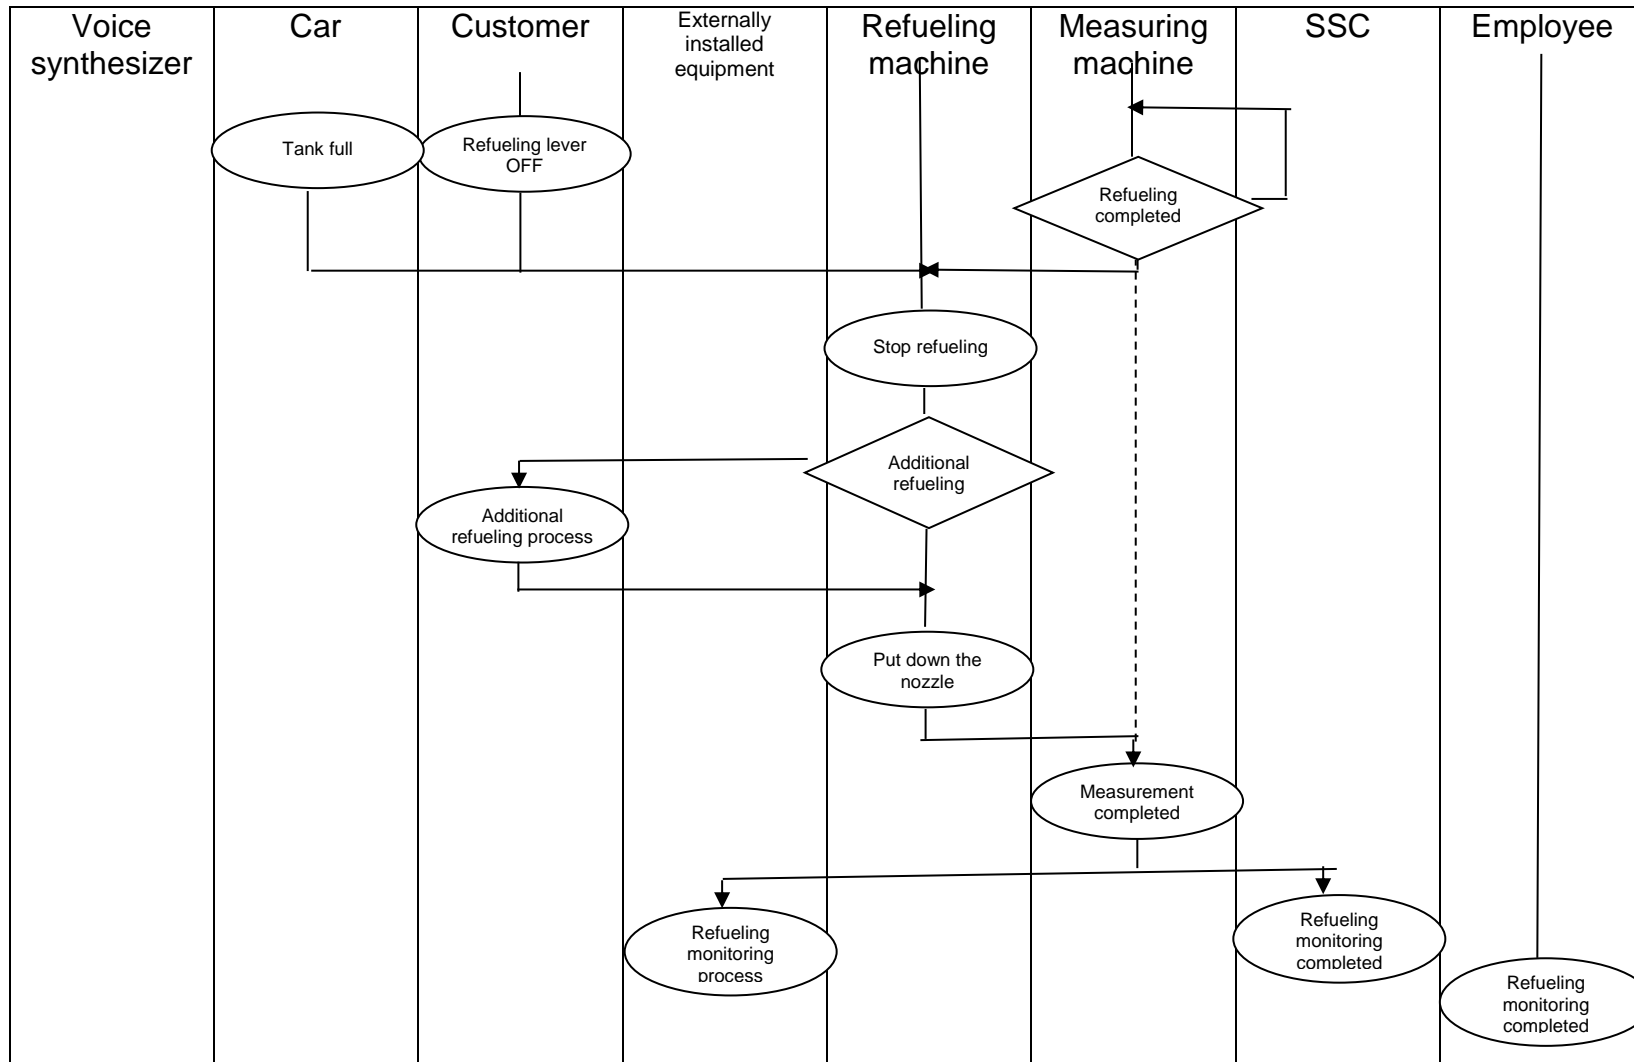 Voice
synthesizer
Car
Customer
Externally
installed
equipment
Refueling
machine
Measuring
machine
SSC
Employee
Tank full
Refueling lever
OFF
Refueling
completed
Stop refueling
Additional
refueling
Additional
refueling process
Put down the
nozzle
Measurement
completed
Refueling
monitoring
process
Refueling
monitoring
completed
Refueling
monitoring
completed